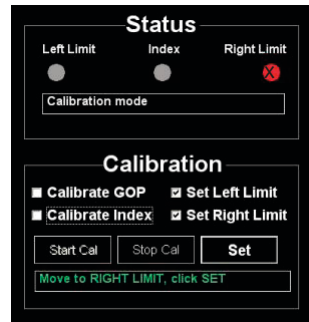 Status
Left Limit Index Right Limit
X
Calibration mode
Calibration
Calibrate GOP Set Left Limit
Calibrate Index Set Right Limit
Start Cal Stop Cal Set
Move to RIGHT LIMIT, click SET